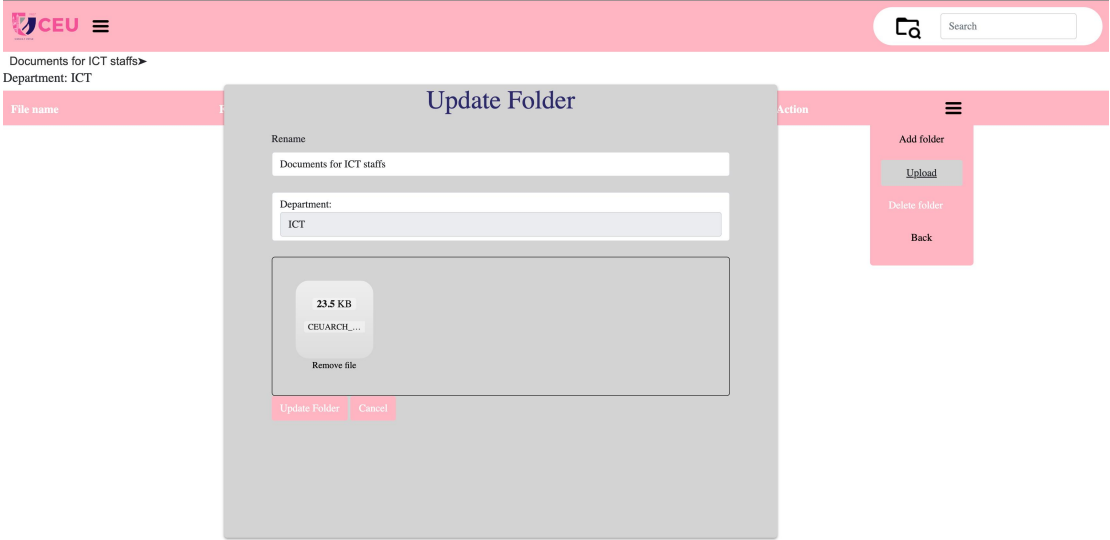 CEU
Search
Documents for ICT staffs➤
Department: ICT
File name
Action
Update Folder
Rename
Documents for ICT staffs
Department:
ICT
23.5 KB
CEUARCH_...
Remove file
Update Folder Cancel
Add folder
Upload
Delete folder
Back